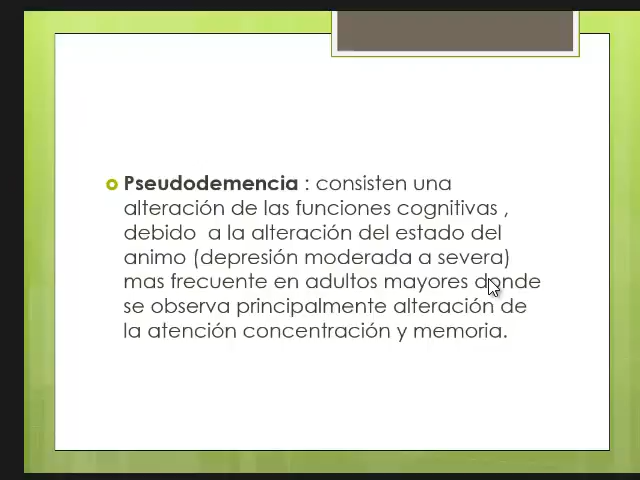 Pseudodemencia : consisten una
alteración de las funciones cognitivas ,
debido  a la alteración del estado del
animo (depresión moderada a severa)
mas frecuente en adultos mayores donde
se observa principalmente alteración de
la atención concentración y memoria.